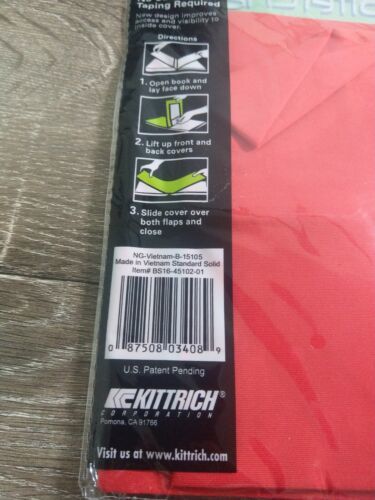 Taping Required
New design improves
access and visibility to
inside cover.
Directions
1. Open book and
lay face down
2. Lift up front and
back covers
3. Slide cover over
both flaps and
close
NG-Vietnam-B-15105
Made in Vietnam Standard Solid
Item# BS16-45102-01
0 87508 03408 9
U.S. Patent Pending
KITTRICH®
CORPORATION
Pomona, CA 91766
Visit us at www.kittrich.com